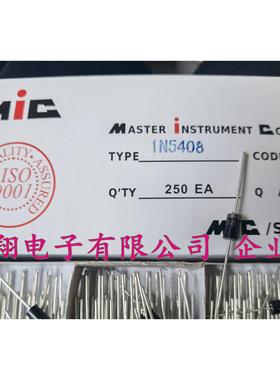 MiC
MASTER INSTRUMENT Co
TYPE 1N5408 CODE
QUALITY-ASSURED
ISO
9001
Q'TY 250 EA Q
翔电子有限公司 企业
MiC /S